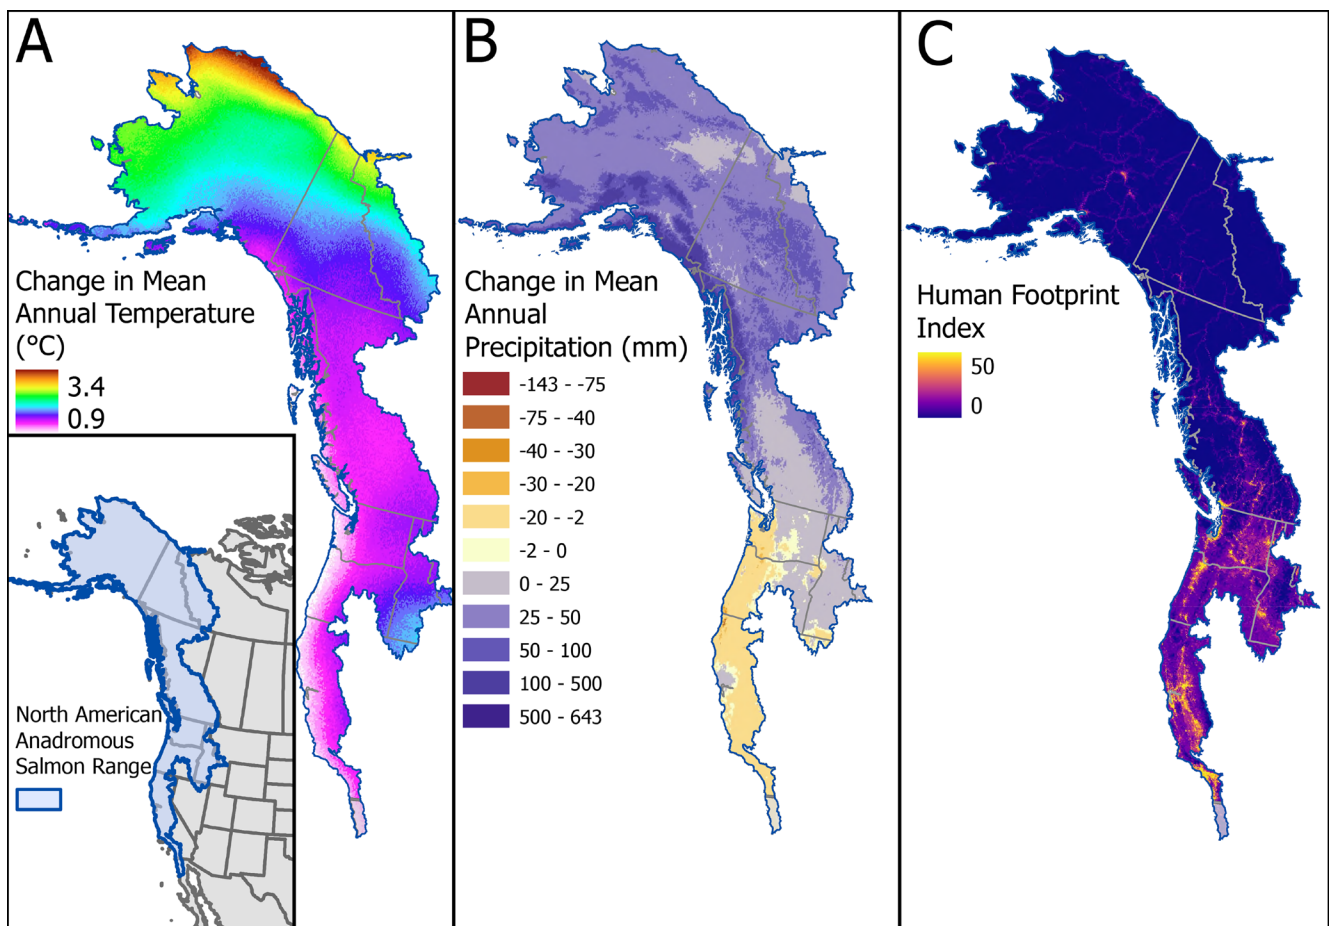 A
Change in Mean
Annual Temperature
(°C)
3.4
0.9
North American
Anadromous
Salmon Range
B
Change in Mean
Annual
Precipitation (mm)
-143 - -75
-75 - -40
-40 - -30
-30 - -20
-20 - -2
-2 - 0
0 - 25
25 - 50
50 - 100
100 - 500
500 - 643
C
Human Footprint
Index
50
0